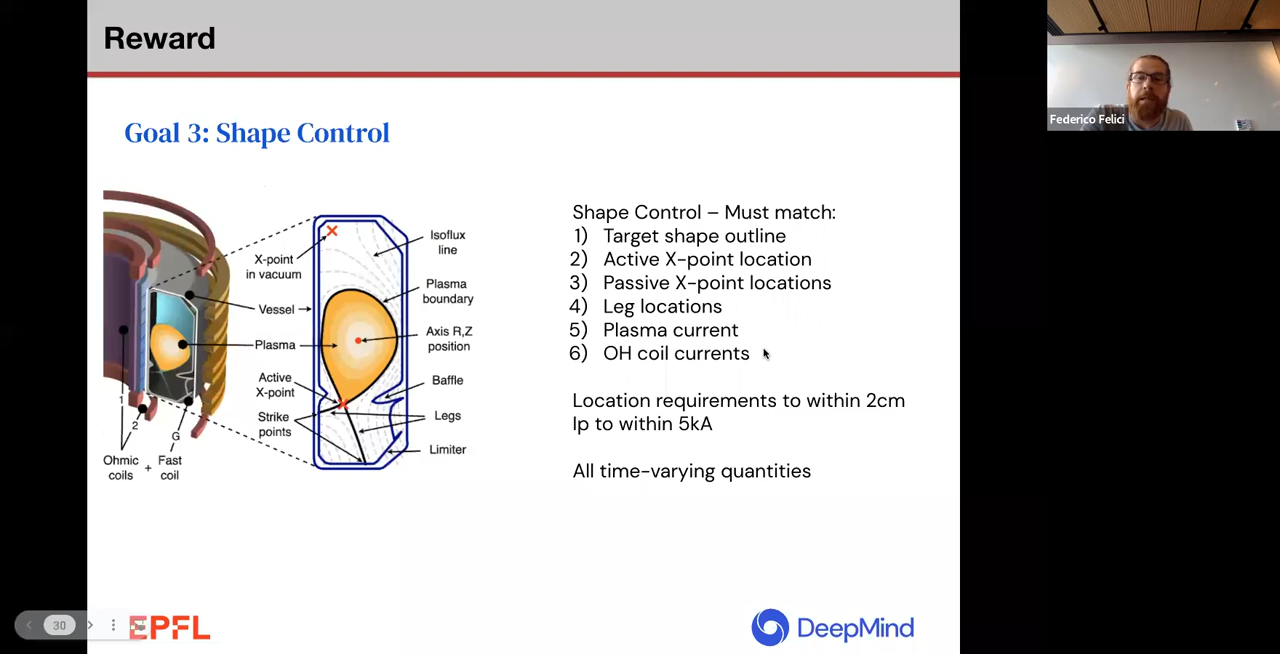 Reward
Federico Felici
Goal 3: Shape Control
X-point
in vacuum
Vessel
Plasma
Active
X-point
Strike
points
Isoflux
line
Plasma
boundary
Axis R,Z
position
Baffle
Legs
Limiter
1
2
G
Ohmic
coils
+
Fast
coil
Shape Control – Must match:
1) Target shape outline
2) Active X-point location
3) Passive X-point locations
4) Leg locations
5) Plasma current
6) OH coil currents
Location requirements to within 2cm
Ip to within 5kA
All time-varying quantities
30
EPFL
DeepMind